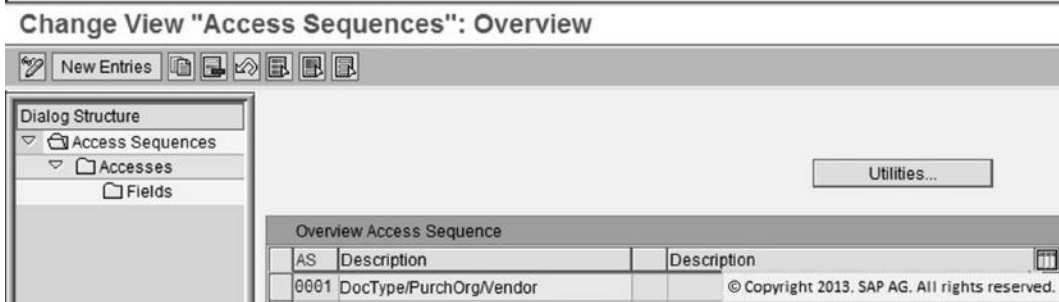 Change View "Access Sequences": Overview
New Entries
Dialog Structure
Access Sequences
Accesses
Fields
Utilities...
Overview Access Sequence
AS Description Description
0001 DocType/PurchOrg/Vendor
© Copyright 2013. SAP AG. All rights reserved.